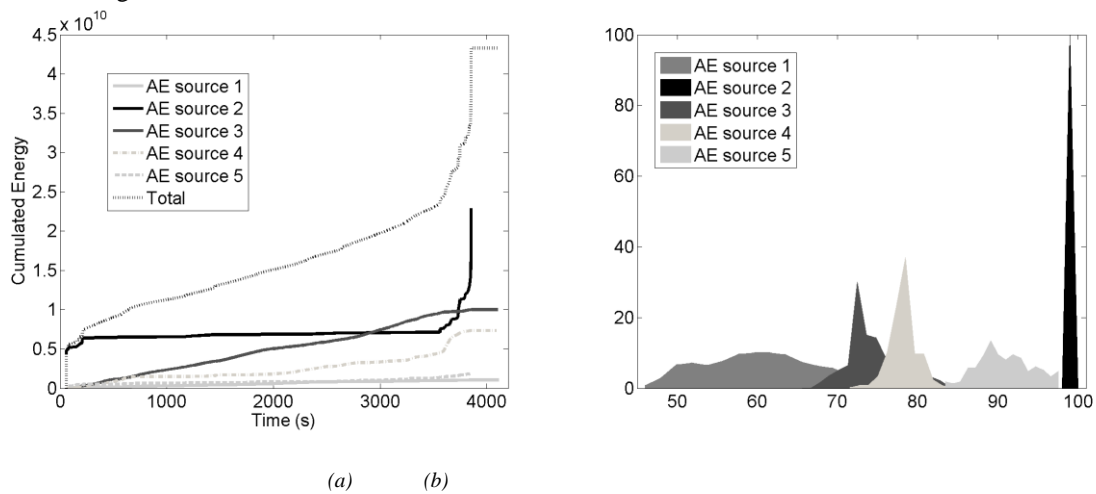 × 10^10
4.5
4
3.5
3
2.5
2
1.5
1
0.5
0
Cumulated Energy
AE source 1
AE source 2
AE source 3
AE source 4
AE source 5
Total
0 1000 2000 3000 4000
Time (s)
100
80
60
40
20
0
AE source 1
AE source 2
AE source 3
AE source 4
AE source 5
50 60 70 80 90 100
(a) (b)